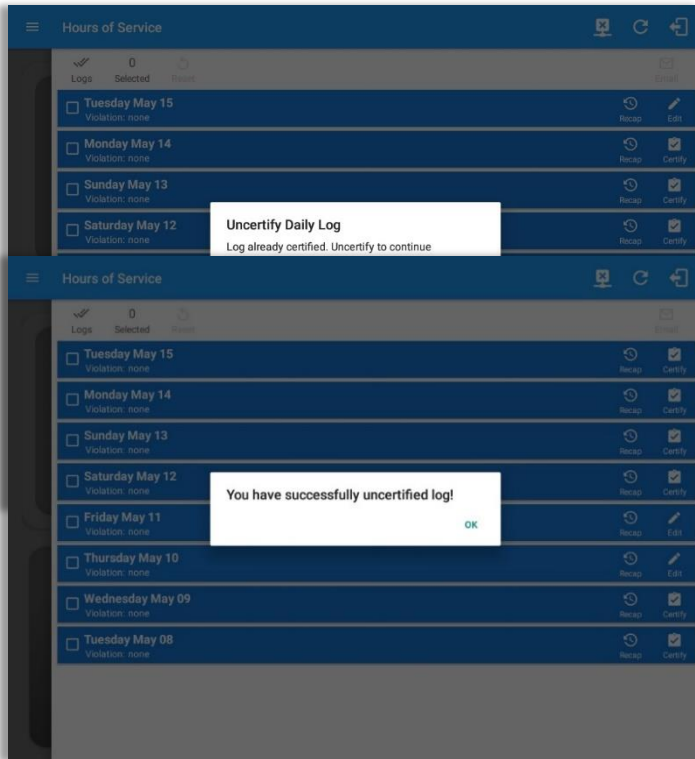 Hours of Service
0
Logs Selected Reset
Email
Tuesday May 15
Violation: none
Recap Edit
Monday May 14
Violation: none
Recap Certify
Sunday May 13
Violation: none
Recap Certify
Saturday May 12
Violation: none
Recap Certify
Uncertify Daily Log
Log already certified. Uncertify to continue
Hours of Service
0
Logs Selected Reset
Email
Tuesday May 15
Violation: none
Recap Certify
Monday May 14
Violation: none
Recap Certify
Sunday May 13
Violation: none
Recap Certify
Saturday May 12
Violation: none
Recap Certify
You have successfully uncertified log!
OK
Friday May 11
Violation: none
Recap Edit
Thursday May 10
Violation: none
Recap Edit
Wednesday May 09
Violation: none
Recap Certify
Tuesday May 08
Violation: none
Recap Certify